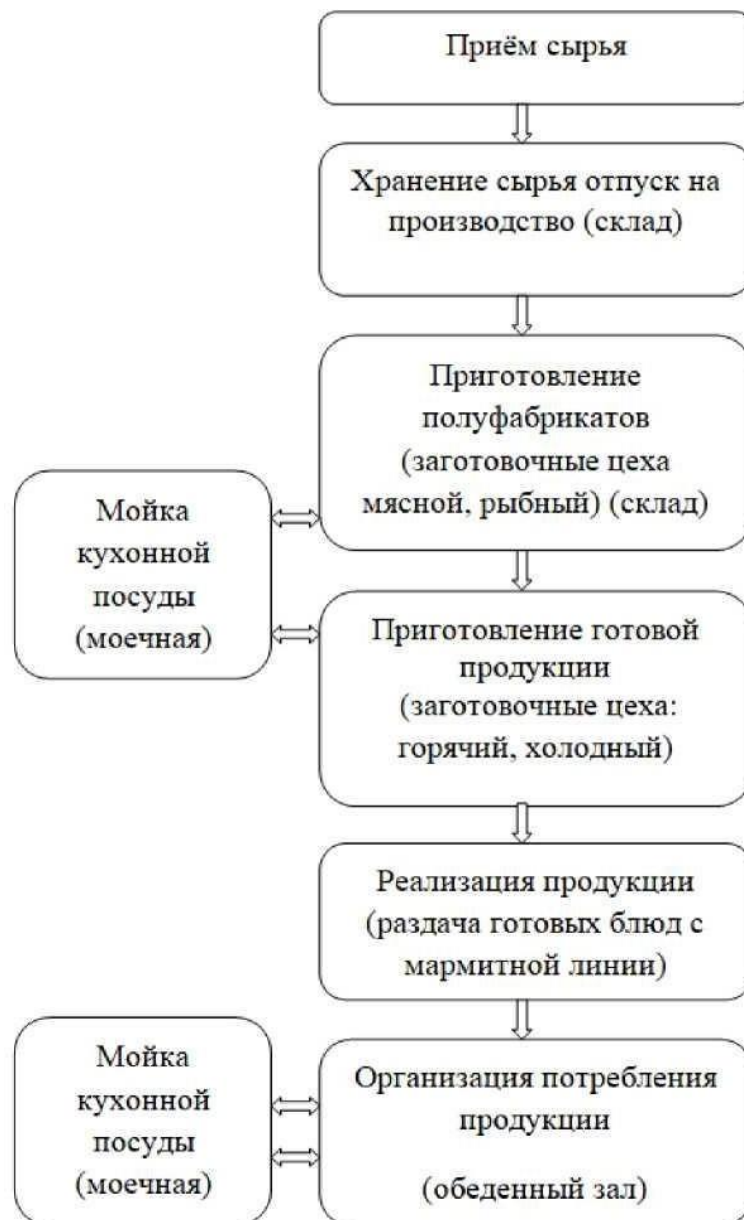 Приём сырья
Хранение сырья отпуск на
производство (склад)
Приготовление
полуфабрикатов
(заготовочные цеха
мясной, рыбный) (склад)
Мойка
кухонной
посуды
(моечная)
Приготовление готовой
продукции
(заготовочные цеха:
горячий, холодный)
Реализация продукции
(раздача готовых блюд с
мармитной линии)
Мойка
кухонной
посуды
(моечная)
Организация потребления
продукции
(обеденный зал)